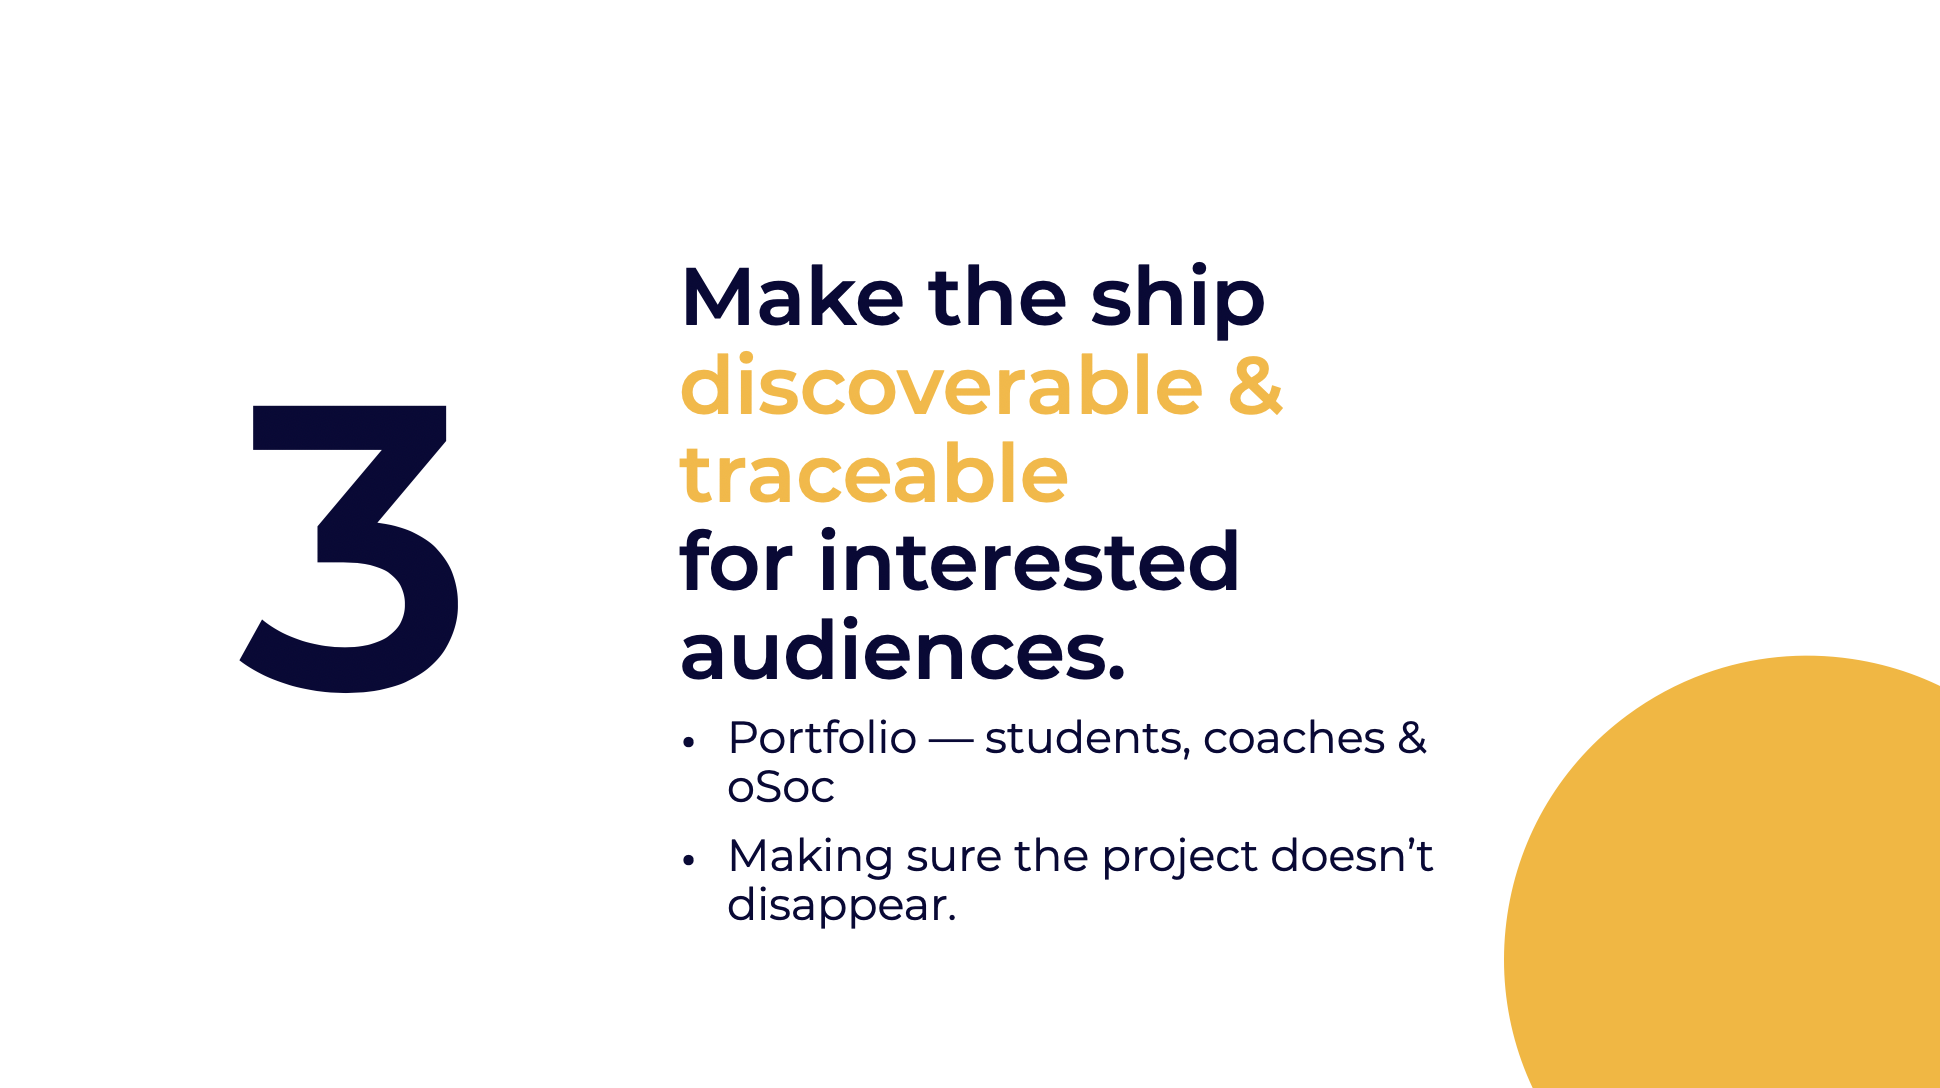 3
Make the ship
discoverable &
traceable
for interested
audiences.
• Portfolio — students, coaches &
oSoc
• Making sure the project doesn’t
disappear.